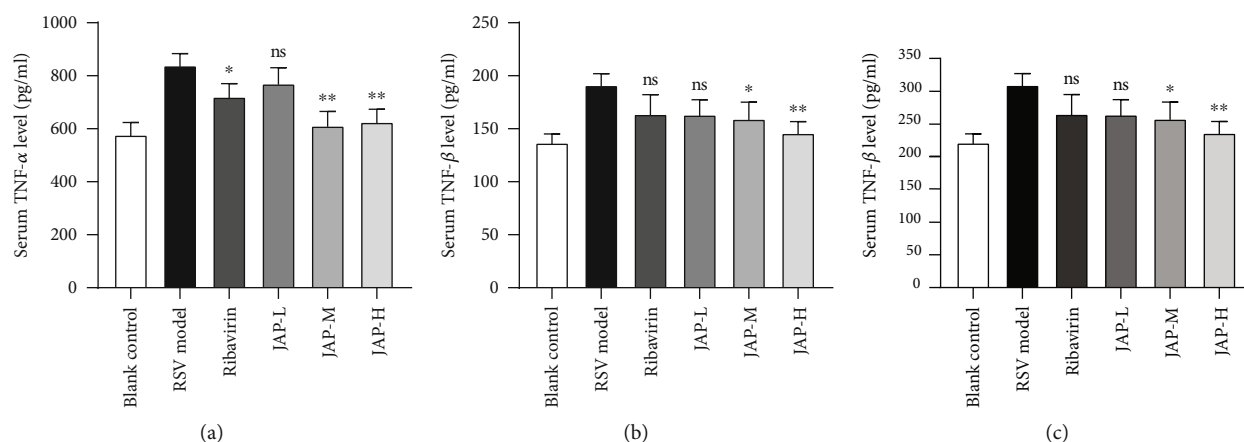 Serum TNF-α level (pg/ml)
1000
800
600
400
200
0
*
ns
**
**
Blank control
RSV model
Ribavirin
JAP-L
JAP-M
JAP-H
(a)
Serum TNF-β level (pg/ml)
250
200
150
100
50
0
ns
ns
*
**
Blank control
RSV model
Ribavirin
JAP-L
JAP-M
JAP-H
(b)
Serum TNF-β level (pg/ml)
350
300
250
200
150
100
50
0
ns
ns
*
**
Blank control
RSV model
Ribavirin
JAP-L
JAP-M
JAP-H
(c)